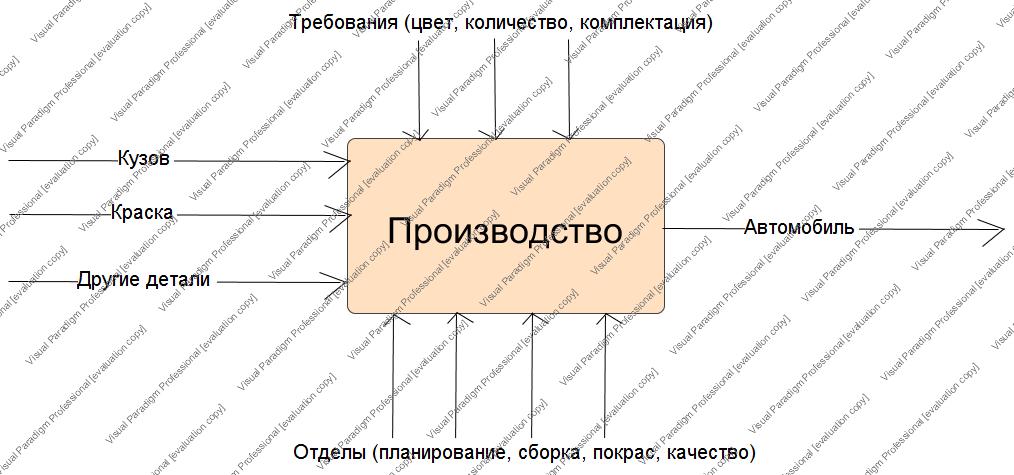 Требования (цвет, количество, комплектация)
Кузов
Краска
Другие детали
Производство
Автомобиль
Отделы (планирование, сборка, покрас, качество)
Visual Paradigm Professional [evaluation copy]